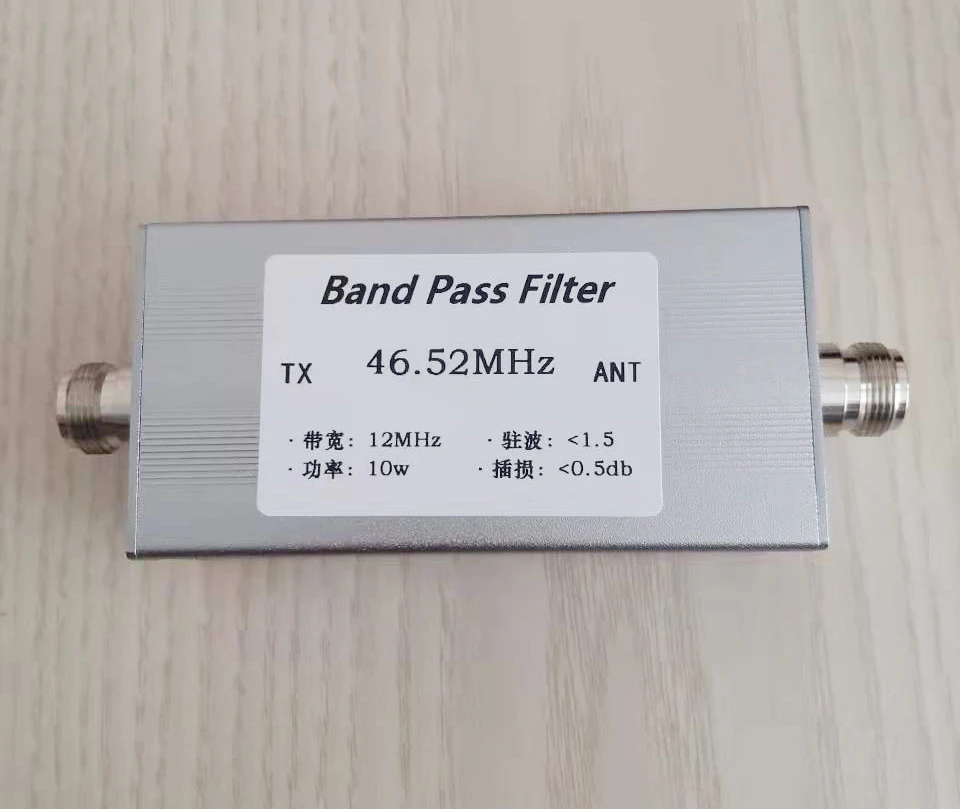 Band Pass Filter
TX 46.52MHz ANT
· 带宽: 12MHz · 驻波: <1.5
· 功率: 10w · 插损: <0.5db